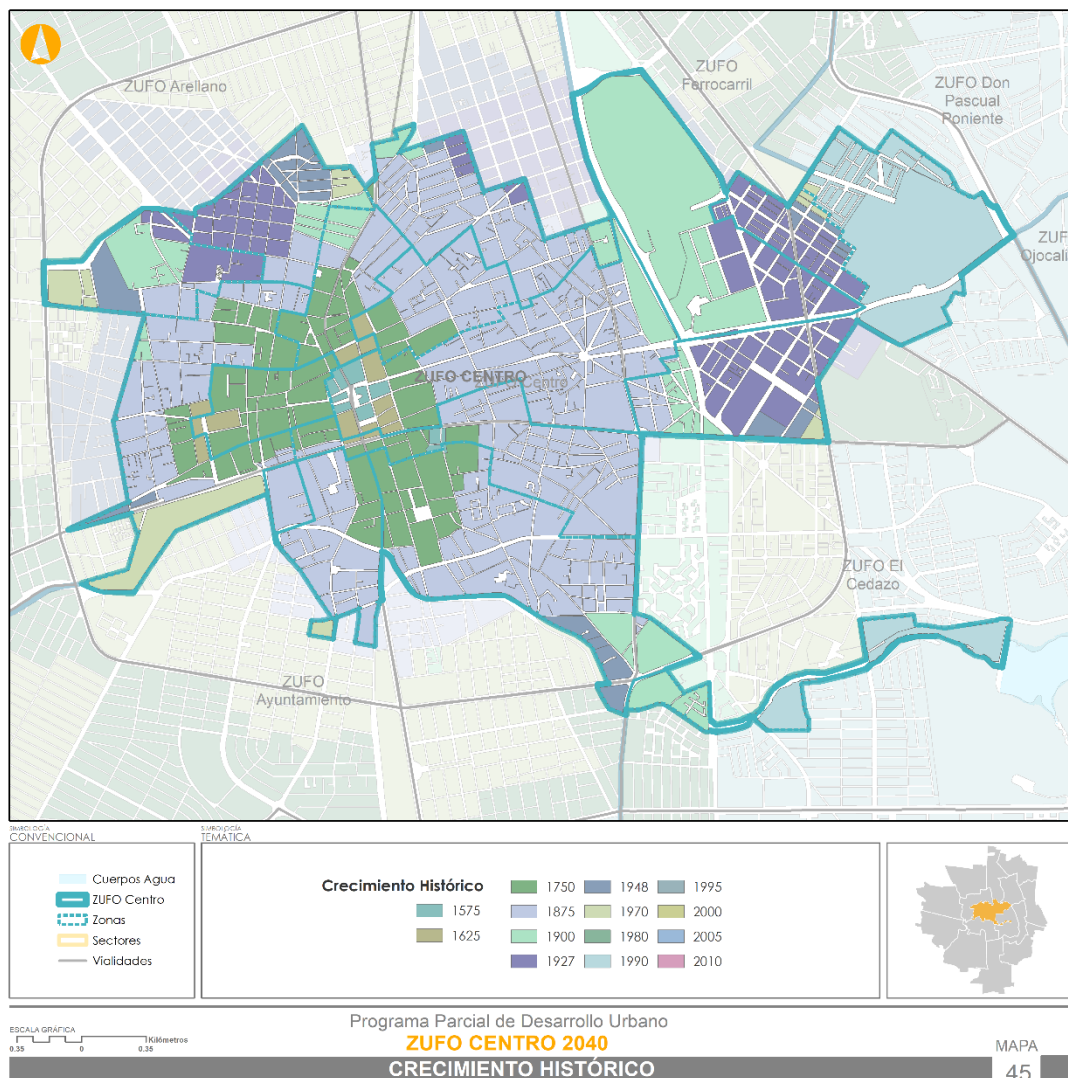 ZUFO Arellano
ZUFO
Ferrocarril
ZUFO Don
Pascual
Poniente
ZUF
Ojocali
ZUFO CENTRO
Centro
ZUFO El
Cedazo
ZUFO
Ayuntamiento
SIMBOLOGÍA
CONVENCIONAL
SIMBOLOGÍA
TEMÁTICA
Cuerpos Agua
ZUFO Centro
Zonas
Sectores
Vialidades
Crecimiento Histórico
1575
1625
1750
1875
1900
1927
1948
1970
1980
1990
1995
2000
2005
2010
ESCALA GRÁFICA
Kilómetros
0.35 0 0.35
Programa Parcial de Desarrollo Urbano
ZUFO CENTRO 2040
CRECIMIENTO HISTÓRICO
MAPA
45